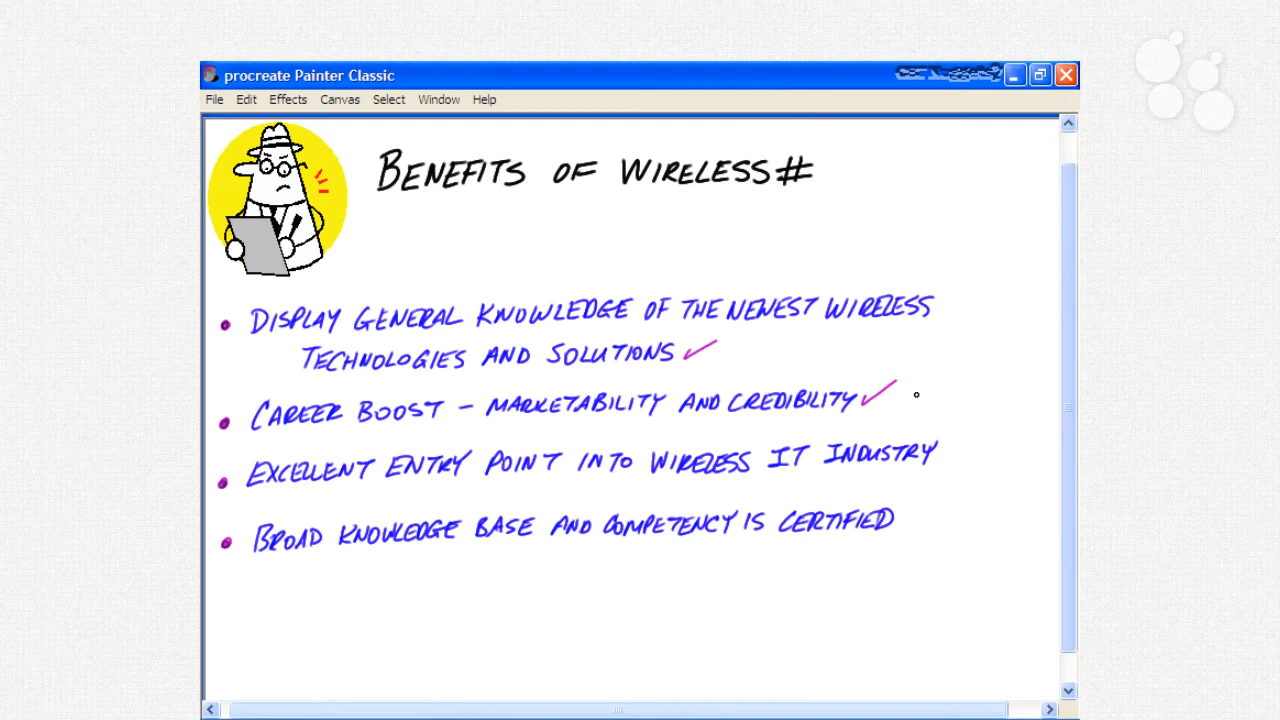 procreate Painter Classic
File Edit Effects Canvas Select Window Help
BENEFITS OF WIRELESS#
• DISPLAY GENERAL KNOWLEDGE OF THE NEWEST WIRELESS
TECHNOLOGIES AND SOLUTIONS ✓
• CAREER BOOST – MARKETABILITY AND CREDIBILITY ✓
• EXCELLENT ENTRY POINT INTO WIRELESS IT INDUSTRY
• BROAD KNOWLEDGE BASE AND COMPETENCY IS CERTIFIED